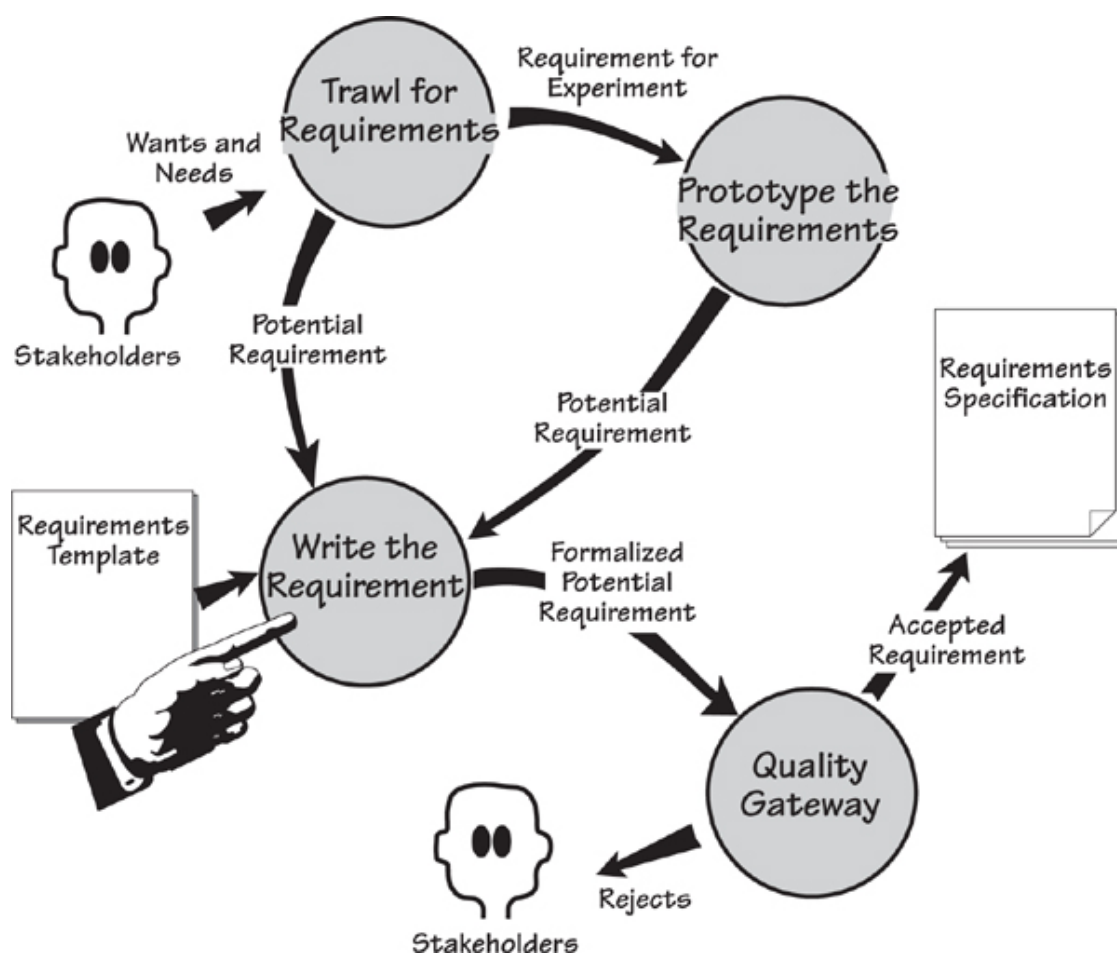 Trawl for
Requirements
Requirement for
Experiment
Wants and
Needs
Prototype the
Requirements
Stakeholders
Potential
Requirement
Potential
Requirement
Requirements
Specification
Requirements
Template
Write the
Requirement
Formalized
Potential
Requirement
Accepted
Requirement
Quality
Gateway
Rejects
Stakeholders